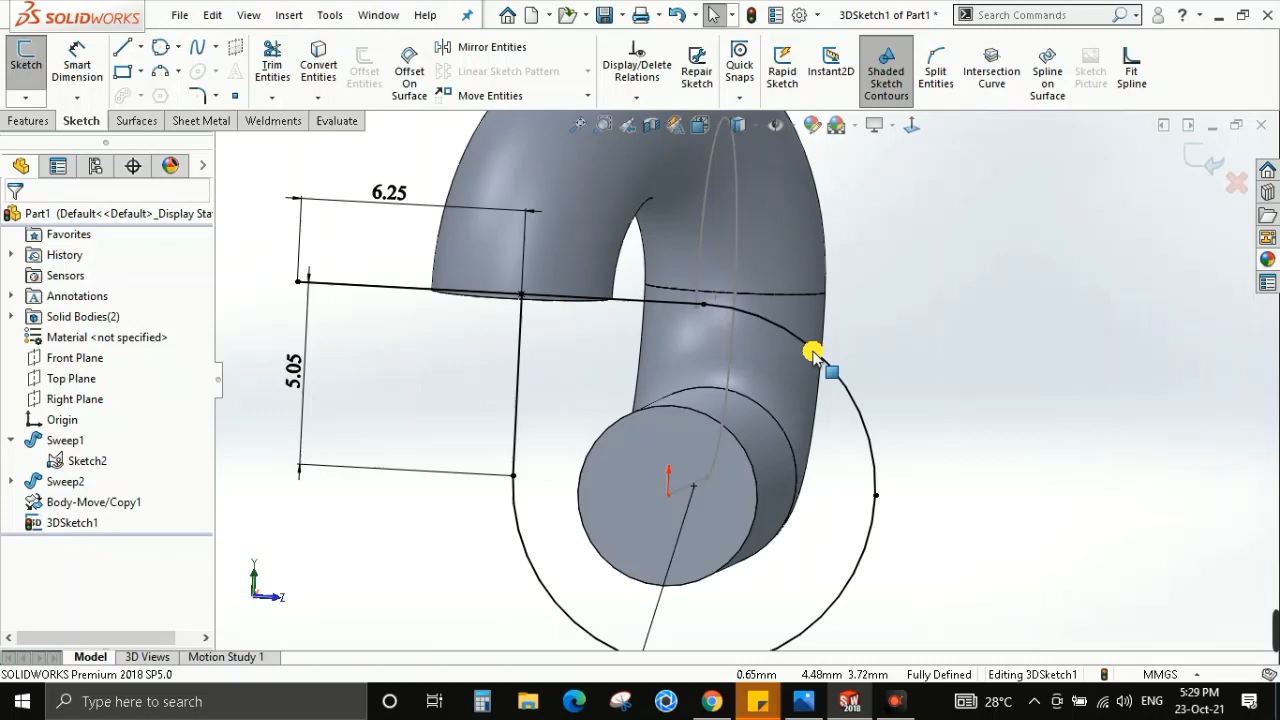 SOLIDWORKS File Edit View Insert Tools Window Help 3DSketch1 of Part1 * Search Commands ?
Sketch Smart Dimension Trim Entities Convert Entities Offset Entities Offset On Surface Mirror Entities Linear Sketch Pattern Move Entities Display/Delete Relations Repair Sketch Quick Snaps Rapid Sketch Instant2D Shaded Sketch Contours Split Entities Intersection Curve Spline on Surface Sketch Picture Fit Spline
Features Sketch Surfaces Sheet Metal Weldments Evaluate
Part1 (Default<<Default>_Display Sta
Favorites
History
Sensors
Annotations
Solid Bodies(2)
Material <not specified>
Front Plane
Top Plane
Right Plane
Origin
Sweep1
Sketch2
Sweep2
Body-Move/Copy1
3D 3DSketch1
6.25
5.05
Y
Z
Model 3D Views Motion Study 1
SOLIDWORKS Premium 2018 SP5.0 0.65mm 4.48mm 3.72mm Fully Defined Editing 3DSketch1 MMGS
Type here to search SW 2018 28°C ENG 5:29 PM
23-Oct-21